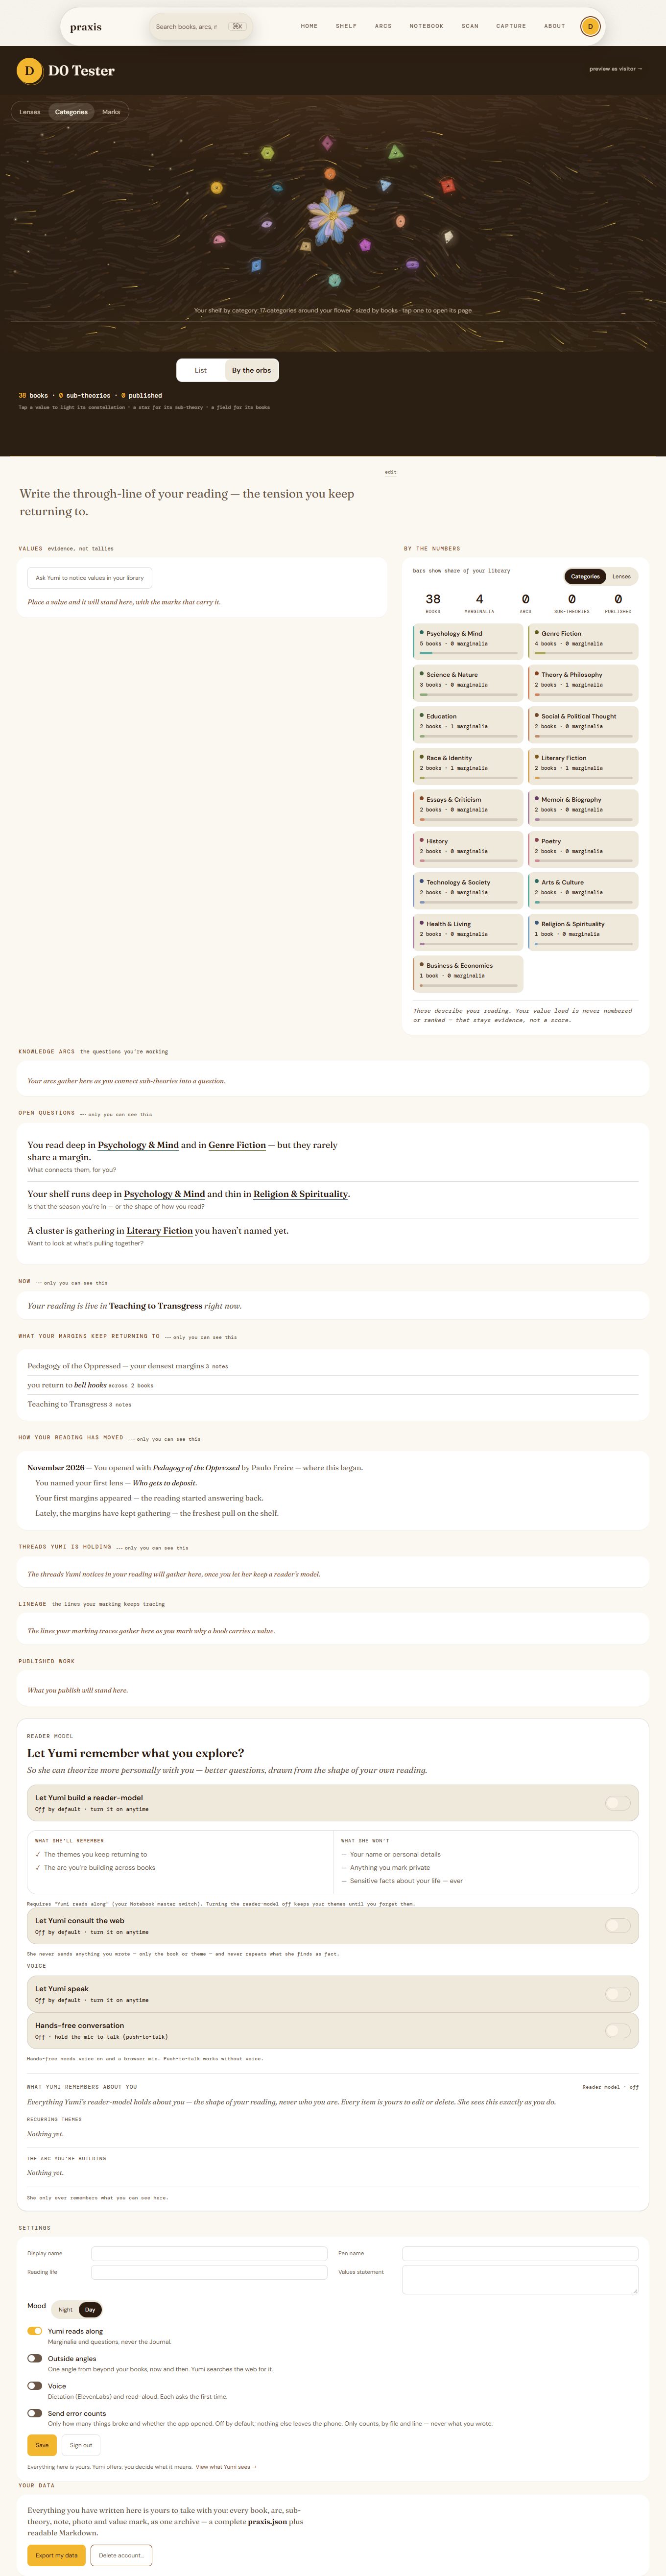 praxis
Search books, arcs, r
⌘K
HOME SHELF ARCS NOTEBOOK SCAN CAPTURE ABOUT
D
D
D0 Tester
preview as visitor →
Lenses Categories Marks
Your shelf by category: 17 categories around your flower · sized by books · tap one to open its page
List By the orbs
38 books · 0 sub-theories · 0 published
Tap a value to light its constellation · a star for its sub-theory · a field for its books
edit
Write the through-line of your reading — the tension you keep
returning to.
VALUES evidence, not tallies
Ask Yumi to notice values in your library
Place a value and it will stand here, with the marks that carry it.
BY THE NUMBERS
bars show share of your library
Categories Lenses
38 4 0 0 0
BOOKS MARGINALIA ARCS SUB-THEORIES PUBLISHED
Psychology & Mind
5 books · 0 marginalia
Genre Fiction
4 books · 0 marginalia
Science & Nature
3 books · 0 marginalia
Theory & Philosophy
2 books · 1 marginalia
Education
2 books · 1 marginalia
Social & Political Thought
2 books · 0 marginalia
Race & Identity
2 books · 1 marginalia
Literary Fiction
2 books · 1 marginalia
Essays & Criticism
2 books · 0 marginalia
Memoir & Biography
2 books · 0 marginalia
History
2 books · 0 marginalia
Poetry
2 books · 0 marginalia
Technology & Society
2 books · 0 marginalia
Arts & Culture
2 books · 0 marginalia
Health & Living
2 books · 0 marginalia
Religion & Spirituality
1 book · 0 marginalia
Business & Economics
1 book · 0 marginalia
These describe your reading. Your value load is never numbered
or ranked — that stays evidence, not a score.
KNOWLEDGE ARCS the questions you're working
Your arcs gather here as you connect sub-theories into a question.
OPEN QUESTIONS — only you can see this
You read deep in Psychology & Mind and in Genre Fiction — but they rarely
share a margin.
What connects them, for you?
Your shelf runs deep in Psychology & Mind and thin in Religion & Spirituality.
Is that the season you're in — or the shape of how you read?
A cluster is gathering in Literary Fiction you haven't named yet.
Want to look at what's pulling together?
NOW — only you can see this
Your reading is live in Teaching to Transgress right now.
WHAT YOUR MARGINS KEEP RETURNING TO — only you can see this
Pedagogy of the Oppressed — your densest margins 3 notes
you return to bell hooks across 2 books
Teaching to Transgress 3 notes
HOW YOUR READING HAS MOVED — only you can see this
November 2026 — You opened with Pedagogy of the Oppressed by Paulo Freire — where this began.
You named your first lens — Who gets to deposit.
Your first margins appeared — the reading started answering back.
Lately, the margins have kept gathering — the freshest pull on the shelf.
THREADS YUMI IS HOLDING — only you can see this
The threads Yumi notices in your reading will gather here, once you let her keep a reader's model.
LINEAGE the lines your marking keeps tracing
The lines your marking traces gather here as you mark why a book carries a value.
PUBLISHED WORK
What you publish will stand here.
READER MODEL
Let Yumi remember what you explore?
So she can theorize more personally with you — better questions, drawn from the shape of your own reading.
Let Yumi build a reader-model
Off by default · turn it on anytime
WHAT SHE'LL REMEMBER
✓ The themes you keep returning to
✓ The arc you're building across books
WHAT SHE WON'T
— Your name or personal details
— Anything you mark private
— Sensitive facts about your life — ever
Requires "Yumi reads along" (your Notebook master switch). Turning the reader-model off keeps your themes until you forget them.
Let Yumi consult the web
Off by default · turn it on anytime
She never sends anything you wrote — only the book or theme — and never repeats what she finds as fact.
VOICE
Let Yumi speak
Off by default · turn it on anytime
Hands-free conversation
Off · hold the mic to talk (push-to-talk)
Hands-free needs voice on and a browser mic. Push-to-talk works without voice.
WHAT YUMI REMEMBERS ABOUT YOU
Reader-model · off
Everything Yumi's reader-model holds about you — the shape of your reading, never who you are. Every item is yours to edit or delete. She sees this exactly as you do.
RECURRING THEMES
Nothing yet.
THE ARC YOU'RE BUILDING
Nothing yet.
She only ever remembers what you can see here.
SETTINGS
Display name
Pen name
Reading life
Values statement
Mood Night Day
Yumi reads along
Marginalia and questions, never the Journal.
Outside angles
One angle from beyond your books, now and then. Yumi searches the web for it.
Voice
Dictation (ElevenLabs) and read-aloud. Each asks the first time.
Send error counts
Only how many things broke and whether the app opened. Off by default; nothing else leaves the phone. Only counts, by file and line — never what you wrote.
Save Sign out
Everything here is yours. Yumi offers; you decide what it means. View what Yumi sees →
YOUR DATA
Everything you have written here is yours to take with you: every book, arc, sub-
theory, note, photo and value mark, as one archive — a complete praxis.json plus
readable Markdown.
Export my data Delete account…